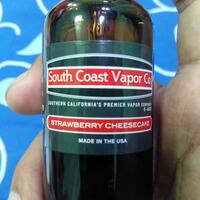 South Coast Vapor Co
SOUTHERN CALIFORNIA'S PREMIER VAPOR COMPANY
STRAWBERRY CHEESECAKE
MADE IN THE USA